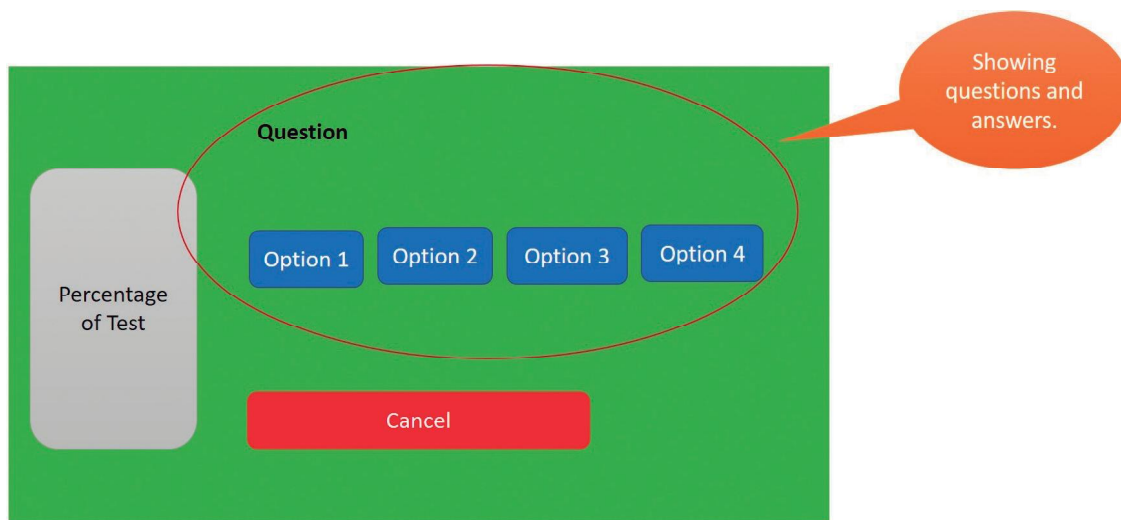 Showing
questions and
answers.
Question
Option 1
Option 2
Option 3
Option 4
Percentage
of Test
Cancel